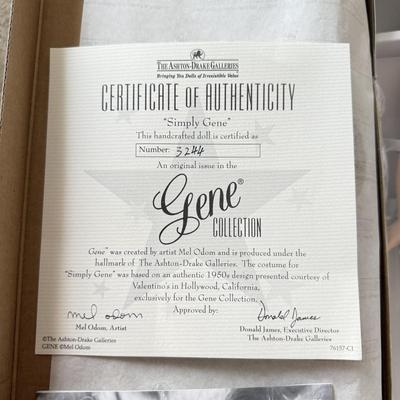 THE ASHTON-DRAKE GALLERIES
Bringing You Dolls of Irresistible Value
CERTIFICATE OF AUTHENTICITY
"Simply Gene"
This handcrafted doll is certified as
Number: 3244
An original issue in the
Gene®
COLLECTION
Gene® was created by artist Mel Odom and is produced under the
hallmark of The Ashton-Drake Galleries. The costume for
"Simply Gene" was based on an authentic 1950s design presented courtesy of
Valentino's in Hollywood, California,
exclusively for the Gene Collection.
Approved by:
mel odom
Donald James
Mel Odom, Artist
Donald James, Executive Director
The Ashton-Drake Galleries
©The Ashton-Drake Galleries
GENE ©Mel Odom
76157-C1